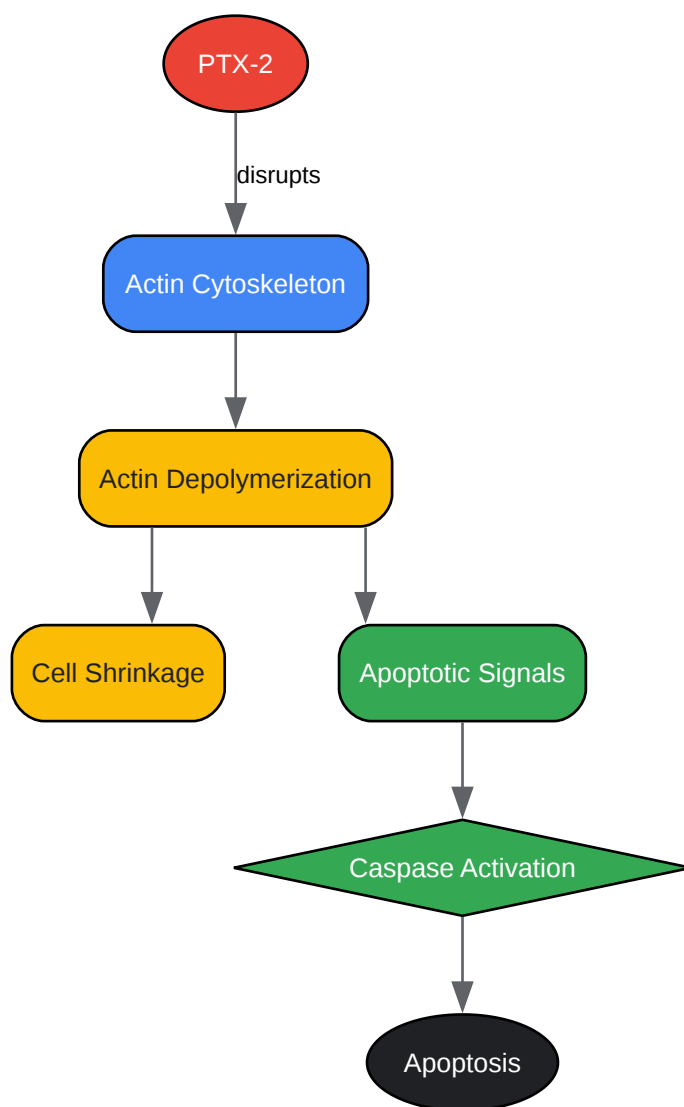 PTX-2
disrupts
Actin Cytoskeleton
Actin Depolymerization
Cell Shrinkage
Apoptotic Signals
Caspase Activation
Apoptosis